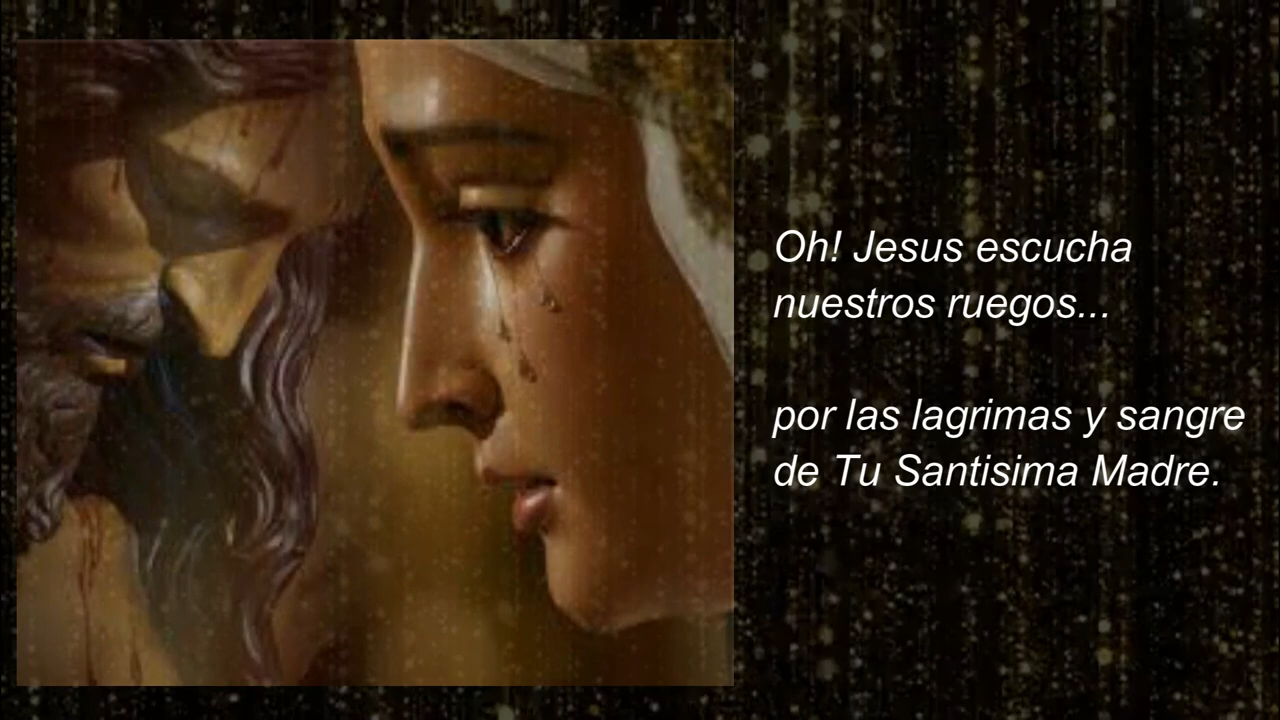 Oh! Jesus escucha
nuestros ruegos...
por las lagrimas y sangre
de Tu Santisima Madre.